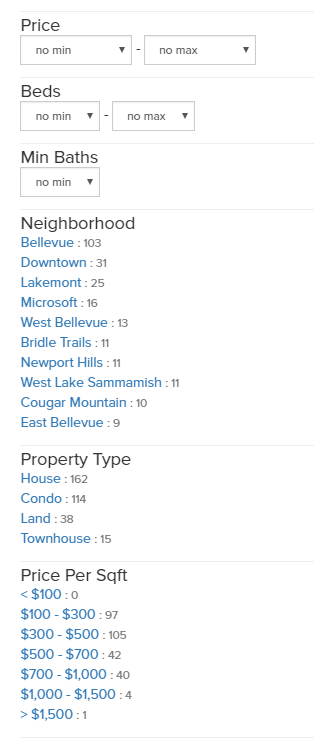 Price
no min - no max
Beds
no min - no max
Min Baths
no min
Neighborhood
Bellevue : 103
Downtown : 31
Lakemont : 25
Microsoft : 16
West Bellevue : 13
Bridle Trails : 11
Newport Hills : 11
West Lake Sammamish : 11
Cougar Mountain : 10
East Bellevue : 9
Property Type
House : 162
Condo : 114
Land : 38
Townhouse : 15
Price Per Sqft
< $100 : 0
$100 - $300 : 97
$300 - $500 : 105
$500 - $700 : 42
$700 - $1,000 : 40
$1,000 - $1,500 : 4
> $1,500 : 1